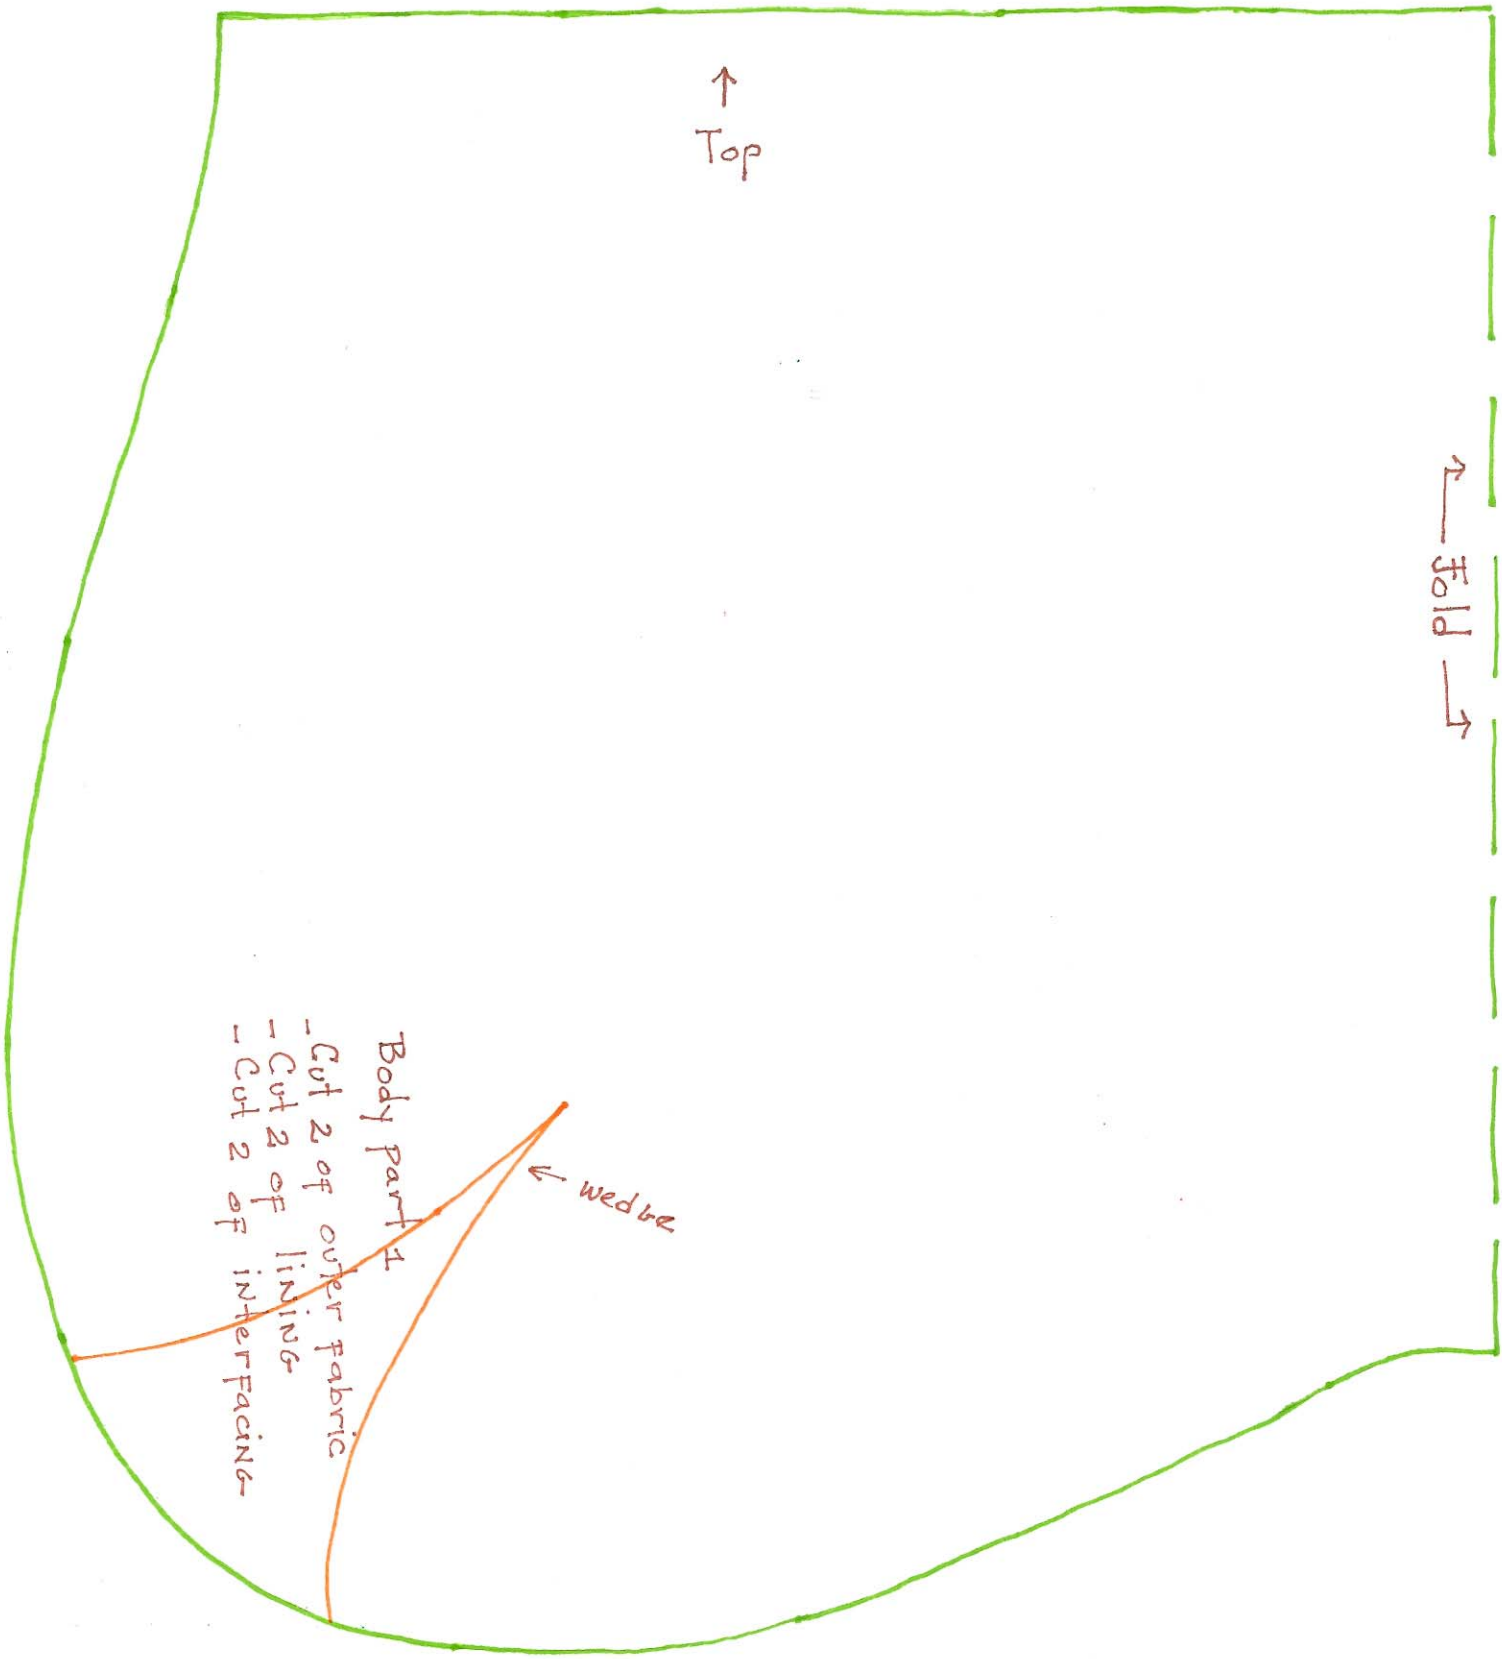 Top
Fold
Body part 1
- Cut 2 of outer fabric
- Cut 2 of lining
- Cut 2 of interfacing
wedge